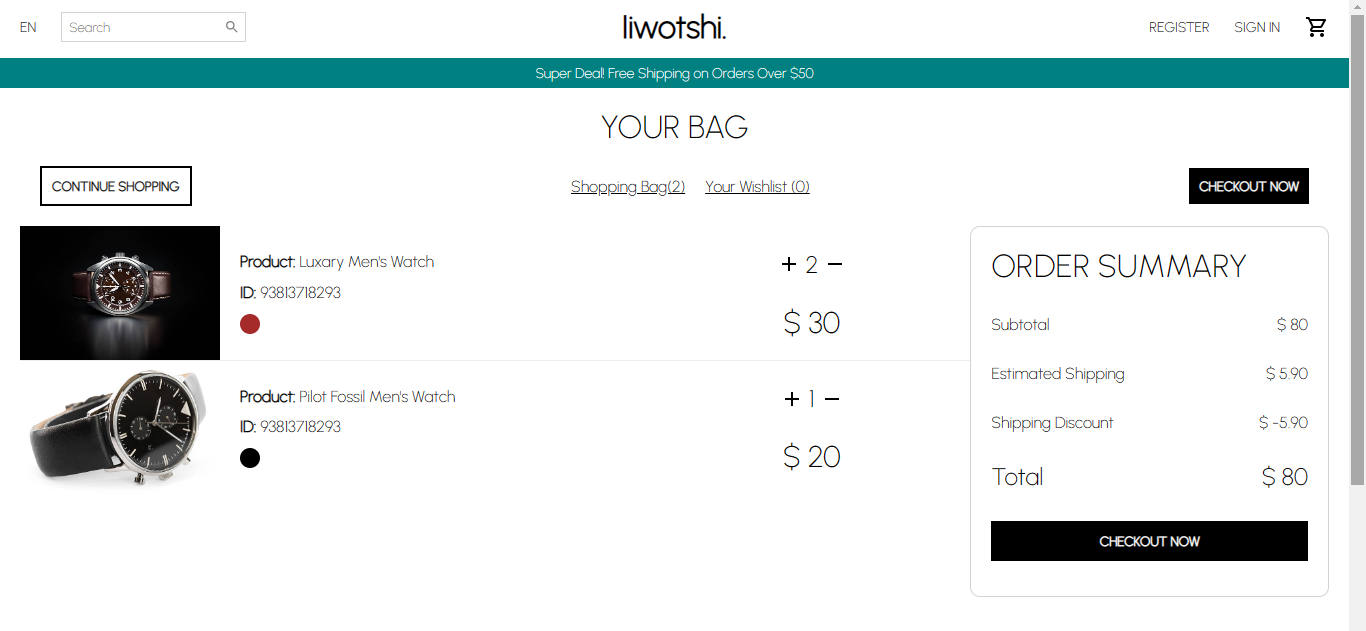 EN
Search
liwotshi.
REGISTER
SIGN IN
Super Deal! Free Shipping on Orders Over $50
YOUR BAG
CONTINUE SHOPPING
Shopping Bag(2)
Your Wishlist (0)
CHECKOUT NOW
Product: Luxary Men's Watch
ID: 93813718293
+ 2 −
$ 30
Product: Pilot Fossil Men's Watch
ID: 93813718293
+ 1 −
$ 20
ORDER SUMMARY
Subtotal $ 80
Estimated Shipping $ 5.90
Shipping Discount $ -5.90
Total $ 80
CHECKOUT NOW